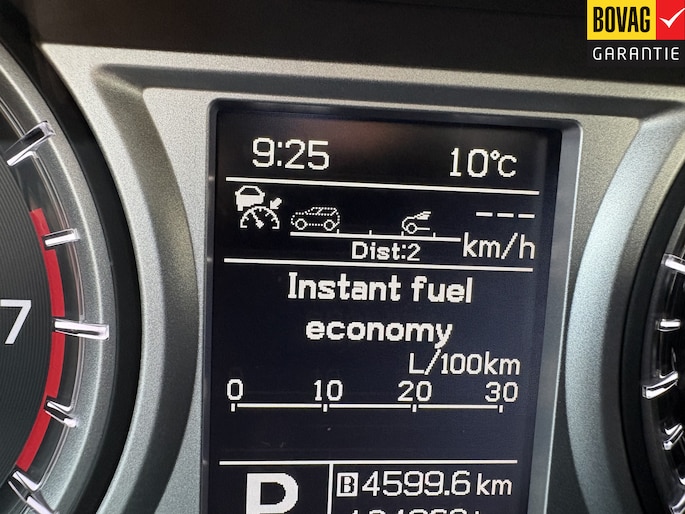 BOVAG
GARANTIE
9:25 10°C
--- km/h
Dist:2
Instant fuel
economy
L/100km
0 10 20 30
7
P B 4599.6 km